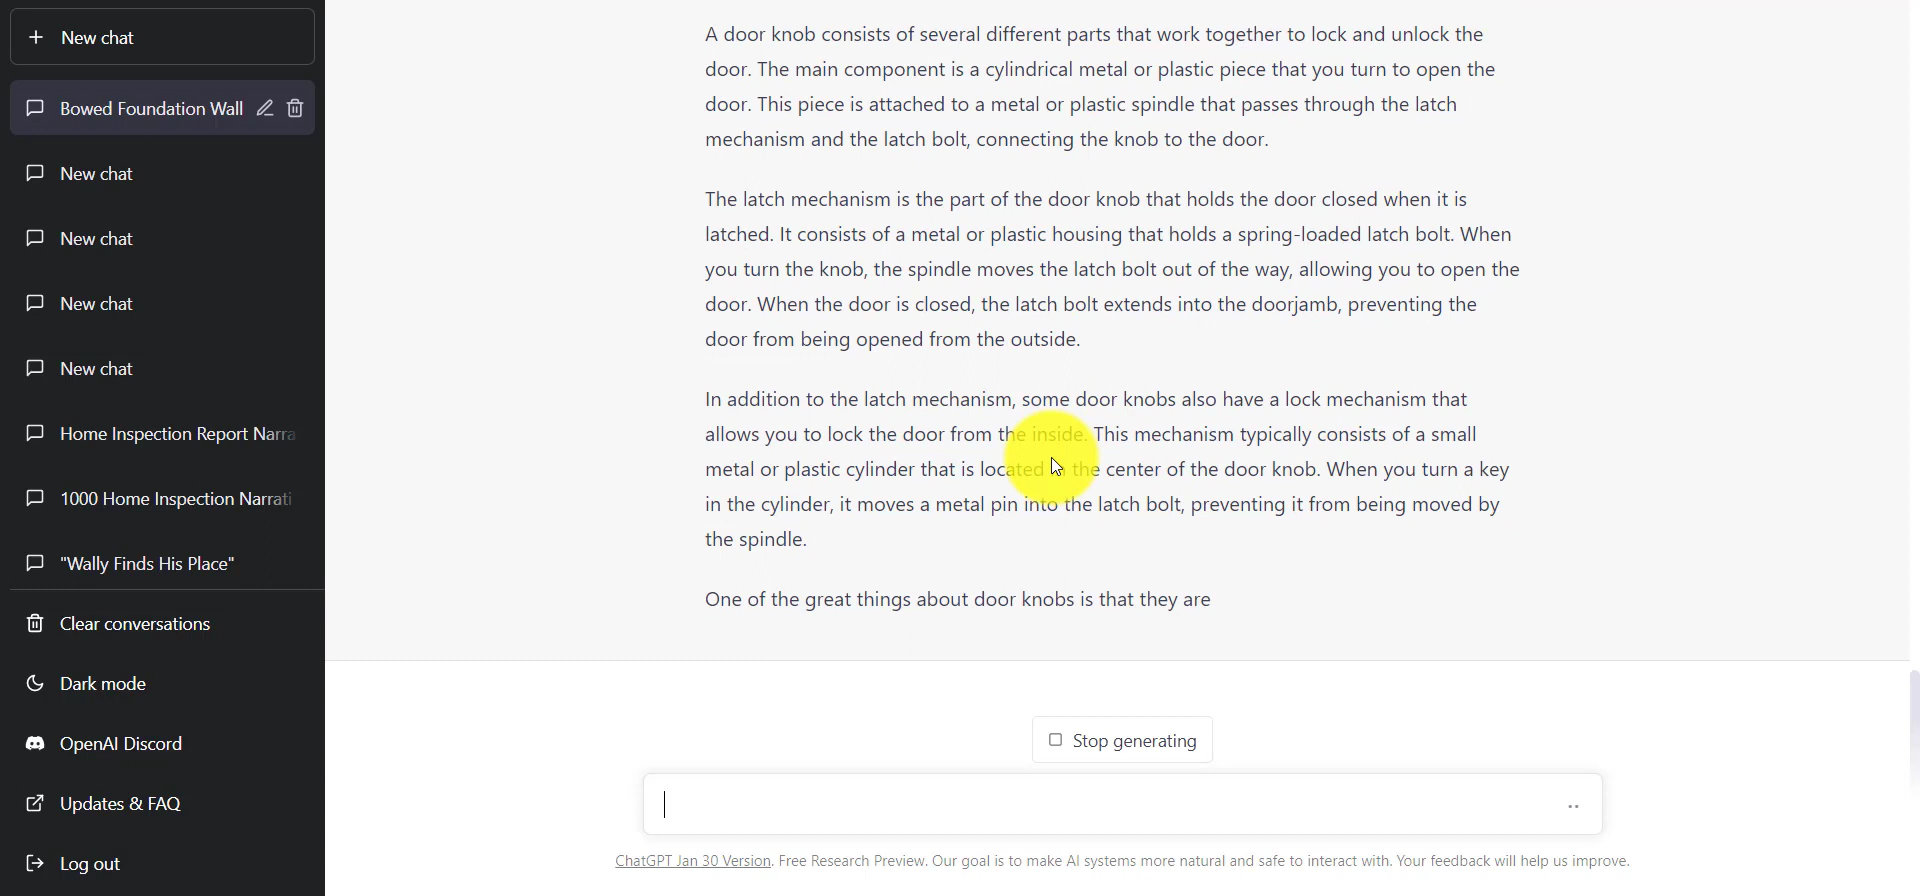 New chat
Bowed Foundation Wall
New chat
New chat
New chat
New chat
Home Inspection Report Narra
1000 Home Inspection Narrati
"Wally Finds His Place"
Clear conversations
Dark mode
OpenAI Discord
Updates & FAQ
Log out
A door knob consists of several different parts that work together to lock and unlock the
door. The main component is a cylindrical metal or plastic piece that you turn to open the
door. This piece is attached to a metal or plastic spindle that passes through the latch
mechanism and the latch bolt, connecting the knob to the door.
The latch mechanism is the part of the door knob that holds the door closed when it is
latched. It consists of a metal or plastic housing that holds a spring-loaded latch bolt. When
you turn the knob, the spindle moves the latch bolt out of the way, allowing you to open the
door. When the door is closed, the latch bolt extends into the doorjamb, preventing the
door from being opened from the outside.
In addition to the latch mechanism, some door knobs also have a lock mechanism that
allows you to lock the door from the inside. This mechanism typically consists of a small
metal or plastic cylinder that is located in the center of the door knob. When you turn a key
in the cylinder, it moves a metal pin into the latch bolt, preventing it from being moved by
the spindle.
One of the great things about door knobs is that they are
Stop generating
ChatGPT Jan 30 Version. Free Research Preview. Our goal is to make AI systems more natural and safe to interact with. Your feedback will help us improve.